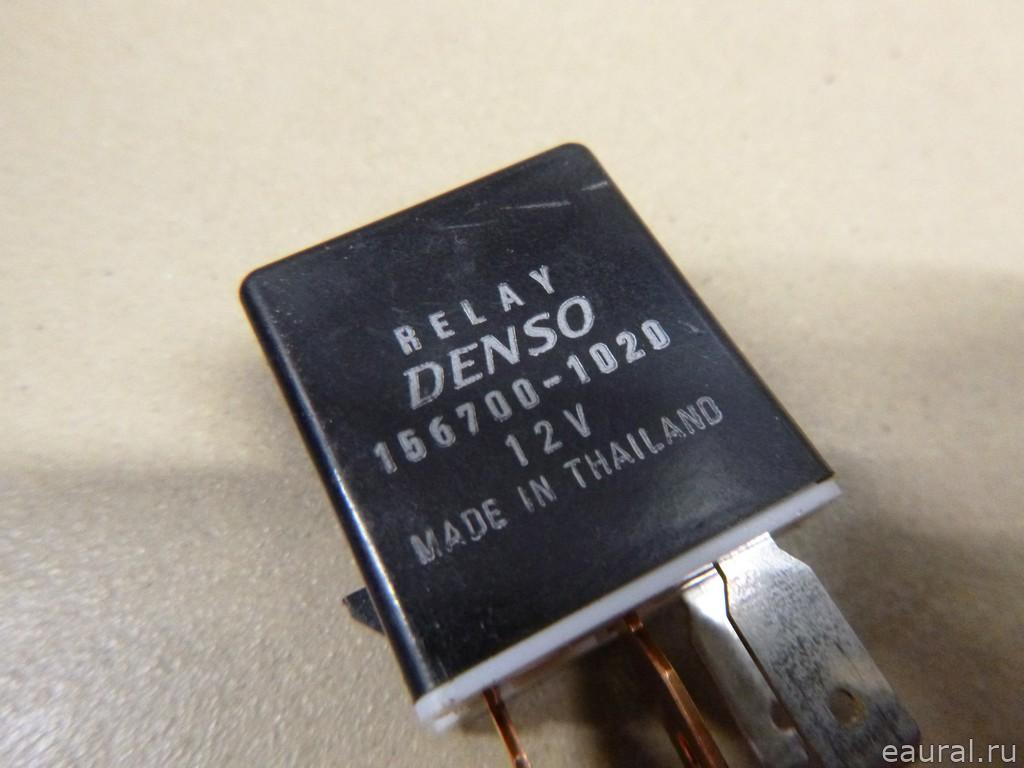 RELAY
DENSO
156700-1020
12V
MADE IN THAILAND
eaural.ru